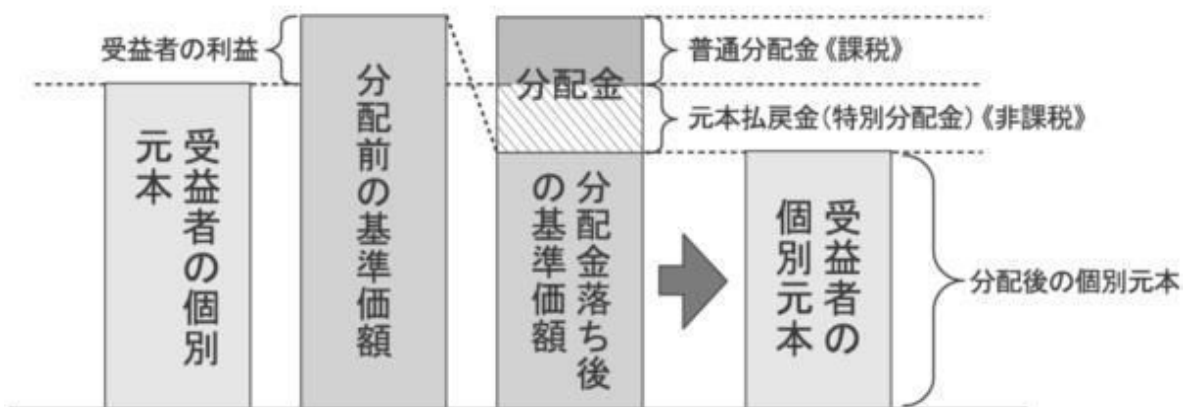 受益者の利益
受益者の個別
元本
分配前の基準価額
分配金
分配金落ち後
の基準価額
普通分配金《課税》
元本払戻金(特別分配金)《非課税》
受益者の
個別元本
分配後の個別元本